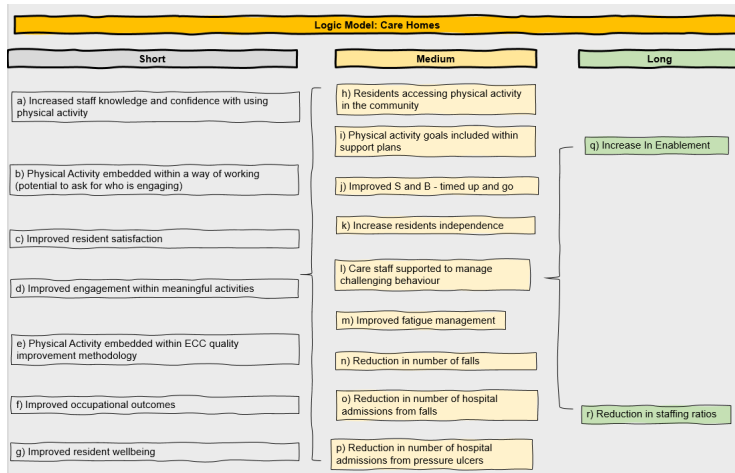 Logic Model: Care Homes
Short
a) Increased staff knowledge and confidence with using
physical activity
b) Physical Activity embedded within a way of working
(potential to ask for who is engaging)
c) Improved resident satisfaction
d) Improved engagement within meaningful activities
e) Physical Activity embedded within ECC quality
improvement methodology
f) Improved occupational outcomes
g) Improved resident wellbeing
Medium
h) Residents accessing physical activity
in the community
i) Physical activity goals included within
support plans
j) Improved S and B - timed up and go
k) Increase residents independence
l) Care staff supported to manage
challenging behaviour
m) Improved fatigue management
n) Reduction in number of falls
o) Reduction in number of hospital
admissions from falls
p) Reduction in number of hospital
admissions from pressure ulcers
Long
q) Increase In Enablement
r) Reduction in staffing ratios